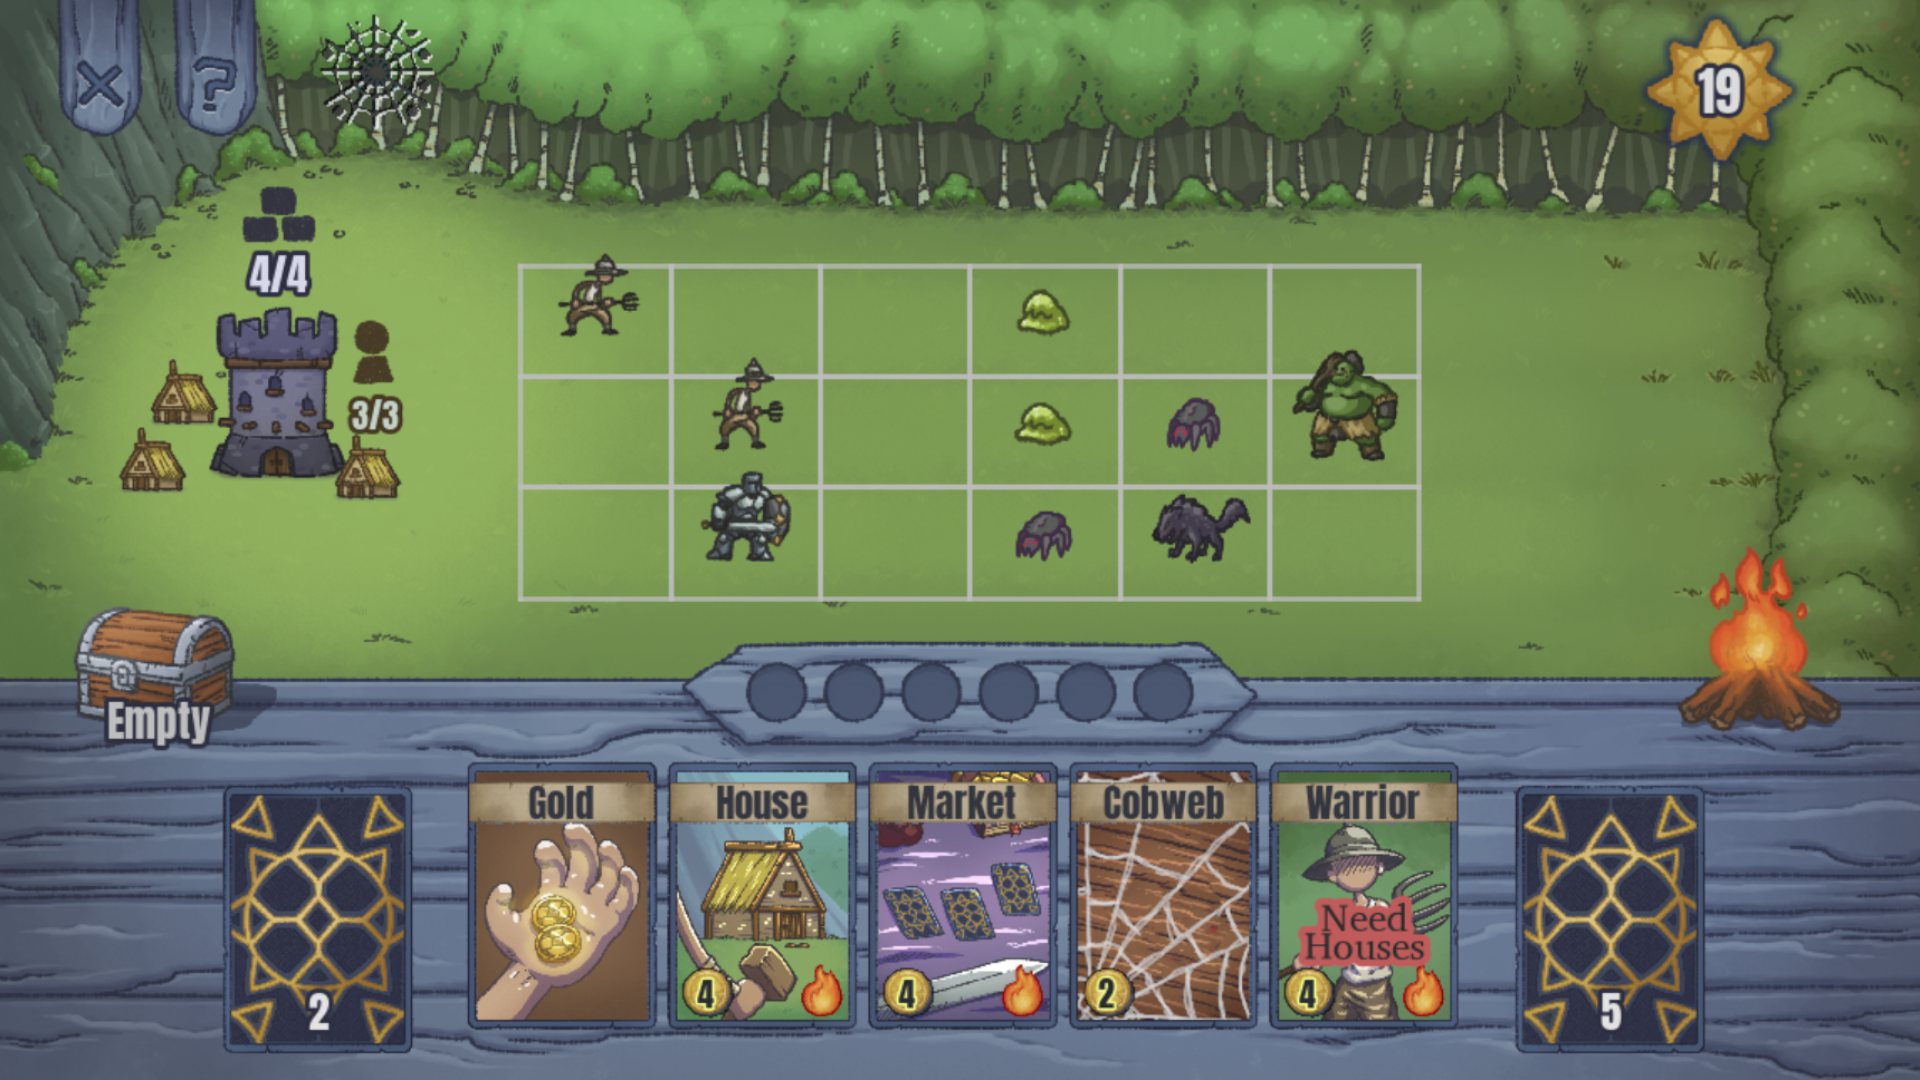 ?
19
4/4
3/3
Empty
Gold
House
Market
Cobweb
Warrior
Need
Houses
4
4
2
4
2
5